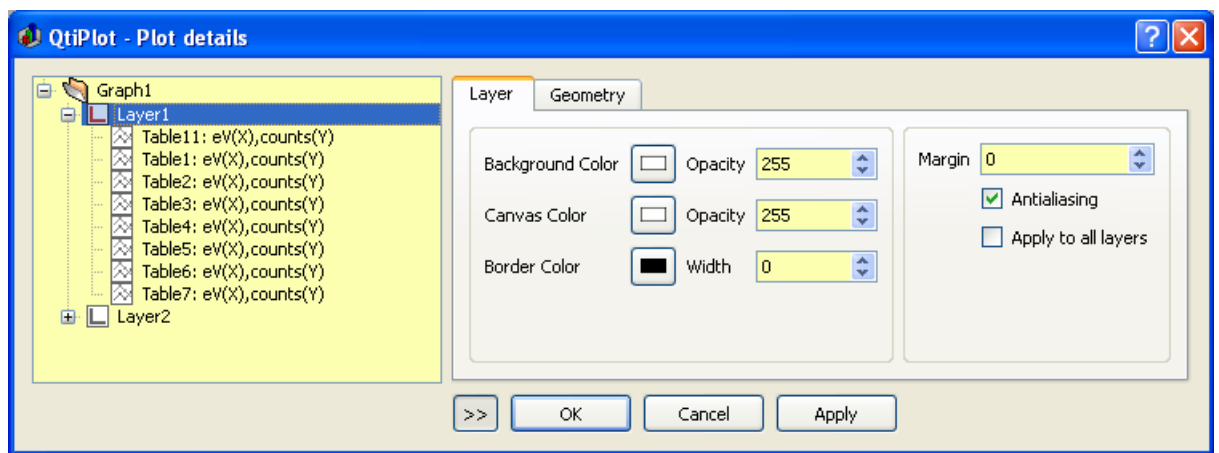 QtiPlot - Plot details
Graph1
Layer1
Table11: eV(X),counts(Y)
Table1: eV(X),counts(Y)
Table2: eV(X),counts(Y)
Table3: eV(X),counts(Y)
Table4: eV(X),counts(Y)
Table5: eV(X),counts(Y)
Table6: eV(X),counts(Y)
Table7: eV(X),counts(Y)
Layer2
Layer Geometry
Background Color Opacity 255
Canvas Color Opacity 255
Border Color Width 0
Margin 0
Antialiasing
Apply to all layers
>> OK Cancel Apply